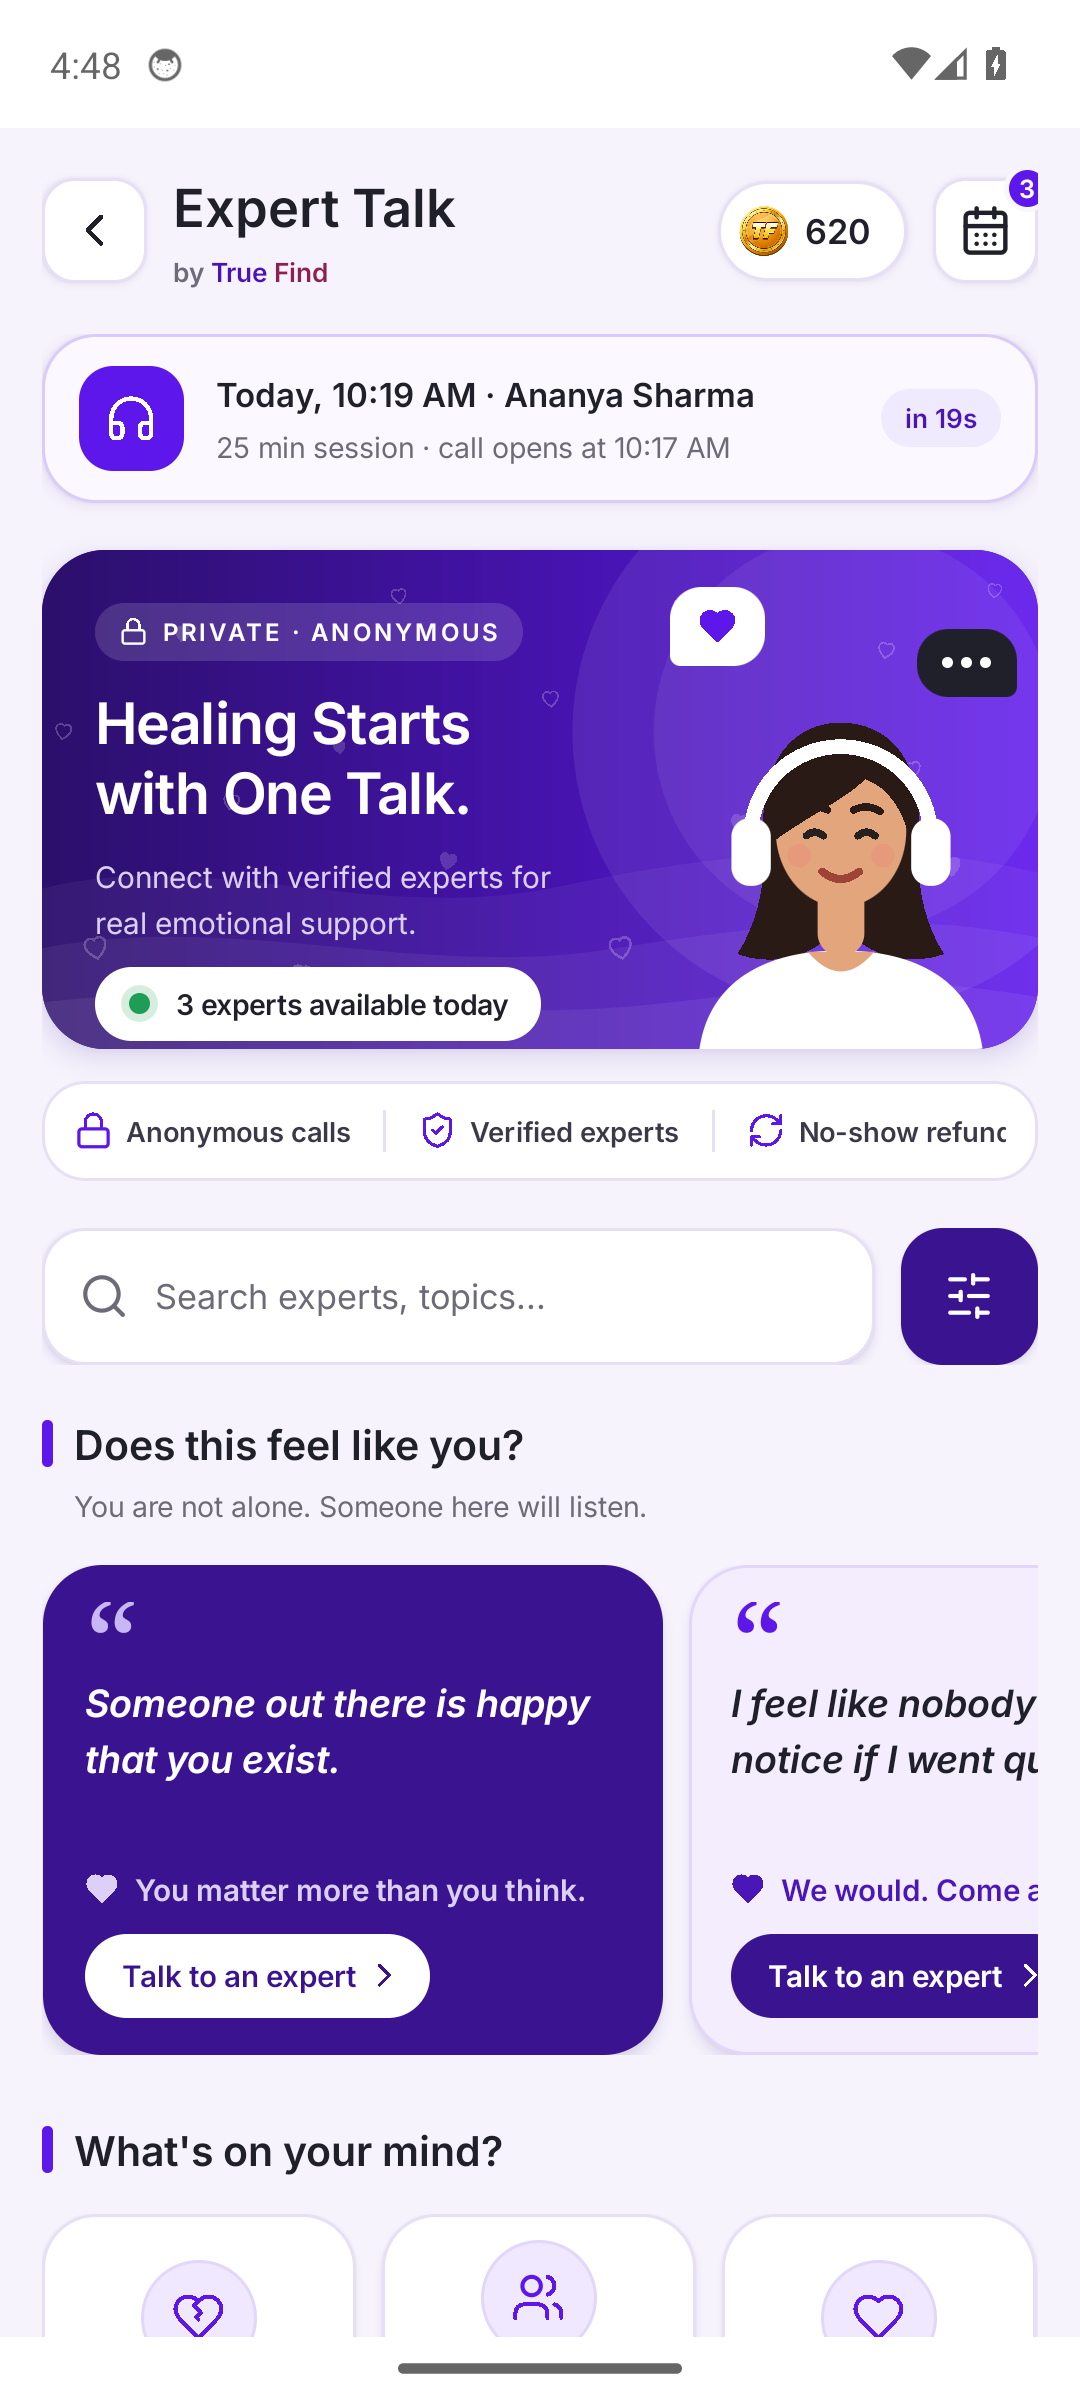 4:48
Expert Talk
620
3
by True Find
Today, 10:19 AM · Ananya Sharma
25 min session · call opens at 10:17 AM
in 19s
PRIVATE · ANONYMOUS
Healing Starts
with One Talk.
Connect with verified experts for
real emotional support.
3 experts available today
Anonymous calls
Verified experts
No-show refund
Search experts, topics...
Does this feel like you?
You are not alone. Someone here will listen.
“
Someone out there is happy
that you exist.
You matter more than you think.
Talk to an expert
“
I feel like nobody
notice if I went qu
We would. Come a
Talk to an expert
What's on your mind?